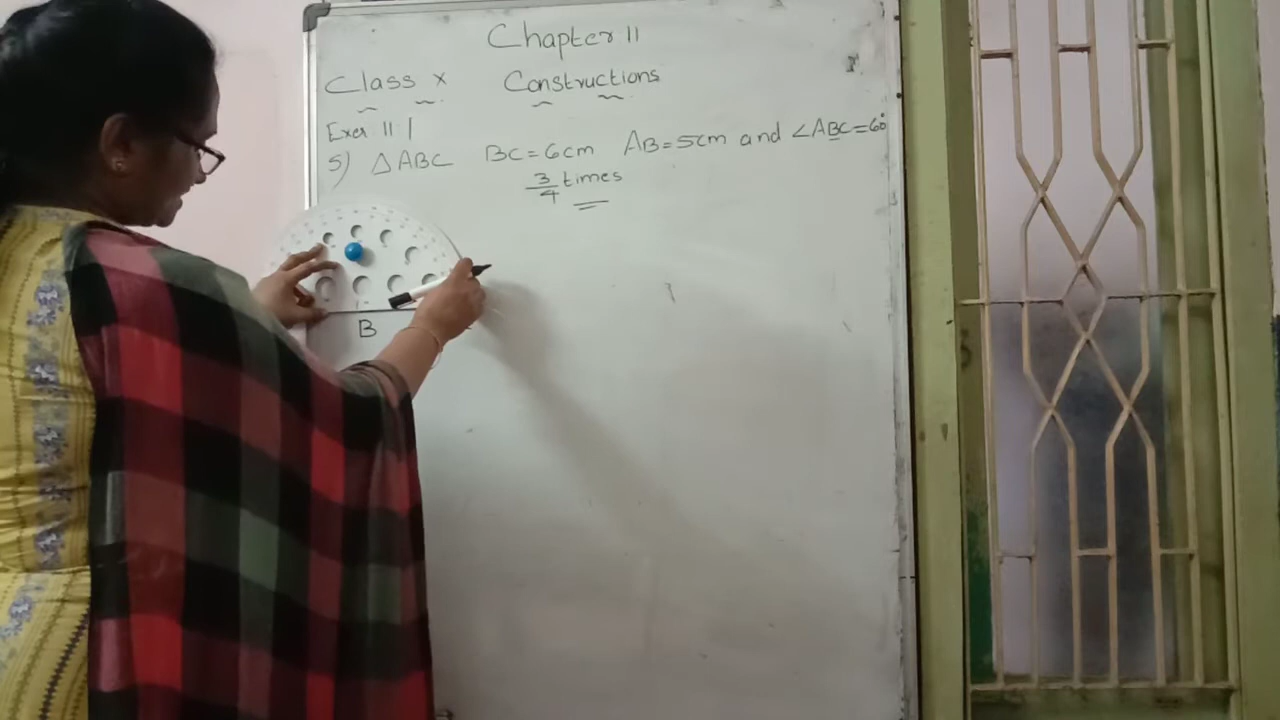 Chapter 11
Class x Constructions
Exer 11.1
5) △ABC BC=6cm AB=5cm and ∠ABC=60°
3/4 times
B